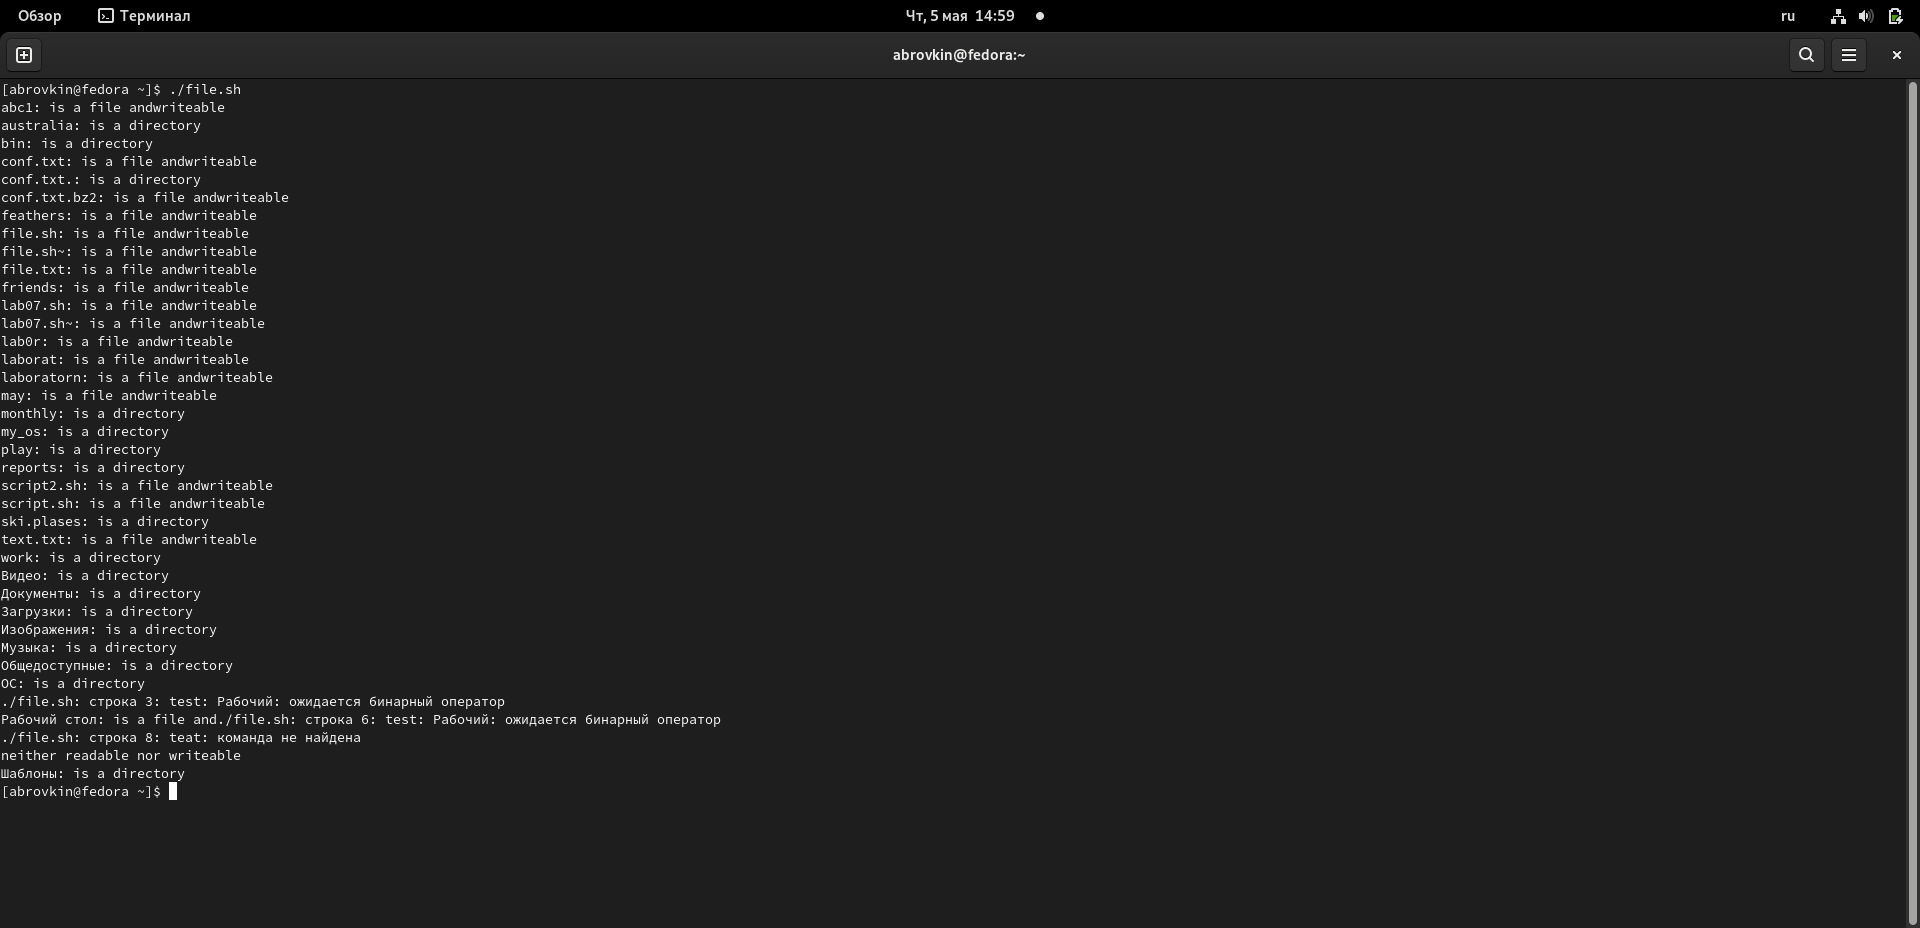 Обзор Терминал Чт, 5 мая 14:59 ru
abrovkin@fedora:~
[abrovkin@fedora ~]$ ./file.sh
abc1: is a file andwriteable
australia: is a directory
bin: is a directory
conf.txt: is a file andwriteable
conf.txt.: is a directory
conf.txt.bz2: is a file andwriteable
feathers: is a file andwriteable
file.sh: is a file andwriteable
file.sh~: is a file andwriteable
file.txt: is a file andwriteable
friends: is a file andwriteable
lab07.sh: is a file andwriteable
lab07.sh~: is a file andwriteable
lab0r: is a file andwriteable
laborat: is a file andwriteable
laboratorn: is a file andwriteable
may: is a file andwriteable
monthly: is a directory
my_os: is a directory
play: is a directory
reports: is a directory
script2.sh: is a file andwriteable
script.sh: is a file andwriteable
ski.plases: is a directory
text.txt: is a file andwriteable
work: is a directory
Видео: is a directory
Документы: is a directory
Загрузки: is a directory
Изображения: is a directory
Музыка: is a directory
Общедоступные: is a directory
ОС: is a directory
./file.sh: строка 3: test: Рабочий: ожидается бинарный оператор
Рабочий стол: is a file and./file.sh: строка 6: test: Рабочий: ожидается бинарный оператор
./file.sh: строка 8: teat: команда не найдена
neither readable nor writeable
Шаблоны: is a directory
[abrovkin@fedora ~]$